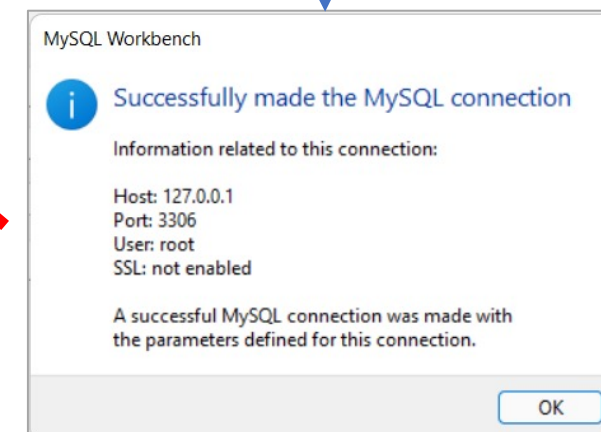 MySQL Workbench
Successfully made the MySQL connection
Information related to this connection:
Host: 127.0.0.1
Port: 3306
User: root
SSL: not enabled
A successful MySQL connection was made with
the parameters defined for this connection.
OK